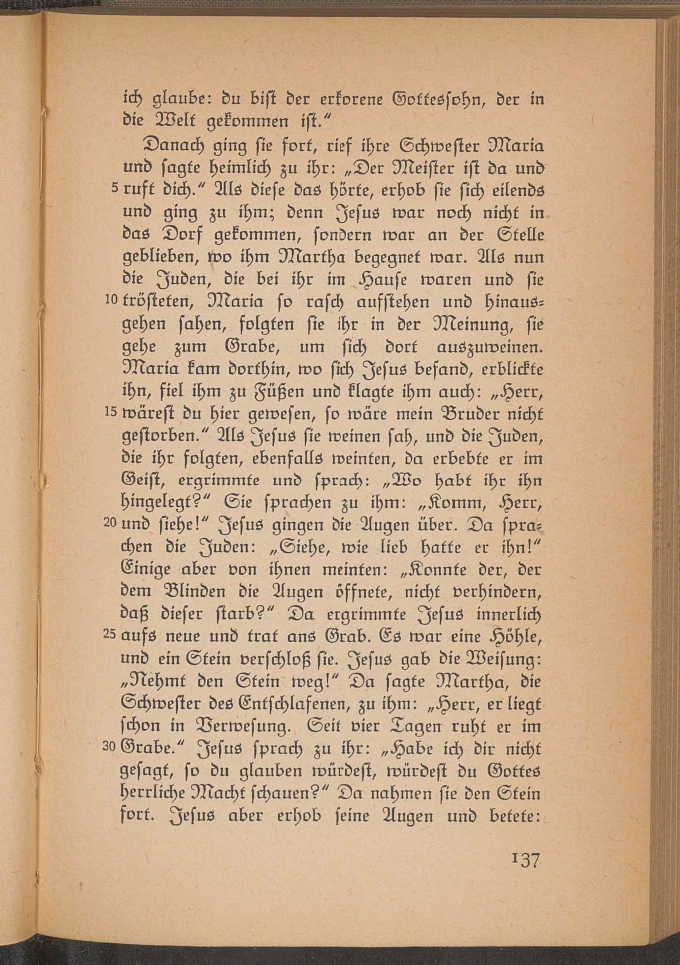 ich glaube: du bist der erkorene Gottessohn, der in
die Welt gekommen ist.“
Danach ging sie fort, rief ihre Schwester Maria
und sagte heimlich zu ihr: „Der Meister ist da und
5 ruft dich.“ Als diese das hörte, erhob sie sich eilends
und ging zu ihm; denn Jesus war noch nicht in
das Dorf gekommen, sondern war an der Stelle
geblieben, wo ihm Martha begegnet war. Als nun
die Juden, die bei ihr im Hause waren und sie
10 trösteten, Maria so rasch aufstehen und hinaus-
gehen sahen, folgten sie ihr in der Meinung, sie
gehe zum Grabe, um sich dort auszuweinen.
Maria kam dorthin, wo sich Jesus befand, erblickte
ihn, fiel ihm zu Füßen und klagte ihm auch: „Herr,
15 wärest du hier gewesen, so wäre mein Bruder nicht
gestorben.“ Als Jesus sie weinen sah, und die Juden,
die ihr folgten, ebenfalls weinten, da erbebte er im
Geist, ergrimmte und sprach: „Wo habt ihr ihn
hingelegt?“ Sie sprachen zu ihm: „Komm, Herr,
20 und siehe!“ Jesus gingen die Augen über. Da spra-
chen die Juden: „Siehe, wie lieb hatte er ihn!“
Einige aber von ihnen meinten: „Konnte der, der
dem Blinden die Augen öffnete, nicht verhindern,
daß dieser starb?“ Da ergrimmte Jesus innerlich
25 aufs neue und trat ans Grab. Es war eine Höhle,
und ein Stein verschloß sie. Jesus gab die Weisung:
„Nehmt den Stein weg!“ Da sagte Martha, die
Schwester des Entschlafenen, zu ihm: „Herr, er liegt
schon in Verwesung. Seit vier Tagen ruht er im
30 Grabe.“ Jesus sprach zu ihr: „Habe ich dir nicht
gesagt, so du glauben würdest, würdest du Gottes
herrliche Macht schauen?“ Da nahmen sie den Stein
fort. Jesus aber erhob seine Augen und betete:
137